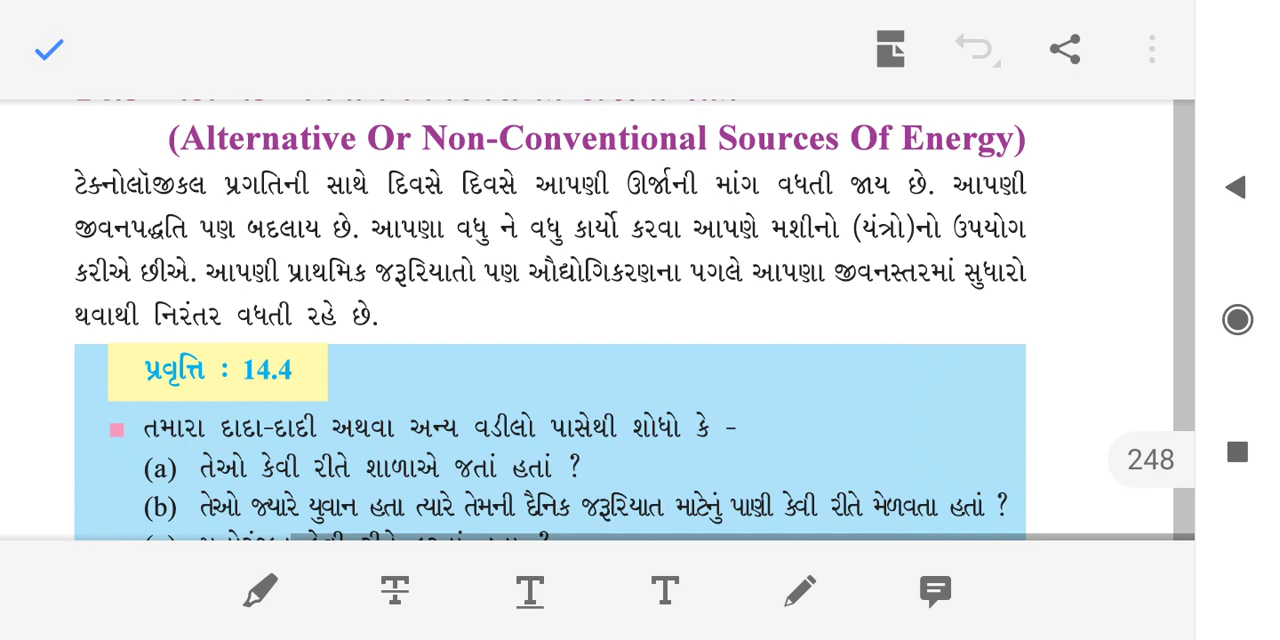 (Alternative Or Non-Conventional Sources Of Energy)
ટેક્નોલૉજીકલ પ્રગતિની સાથે દિવસે દિવસે આપણી ઊર્જાની માંગ વધતી જાય છે. આપણી
જીવનપદ્ધતિ પણ બદલાય છે. આપણા વધુ ને વધુ કાર્યો કરવા આપણે મશીનો (યંત્રો)નો ઉપયોગ
કરીએ છીએ. આપણી પ્રાથમિક જરૂરિયાતો પણ ઔદ્યોગિકરણના પગલે આપણા જીવનસ્તરમાં સુધારો
થવાથી નિરંતર વધતી રહે છે.
પ્રવૃત્તિ : 14.4
તમારા દાદા-દાદી અથવા અન્ય વડીલો પાસેથી શોધો કે -
(a) તેઓ કેવી રીતે શાળાએ જતાં હતાં ?
(b) તેઓ જ્યારે યુવાન હતા ત્યારે તેમની દૈનિક જરૂરિયાત માટેનું પાણી કેવી રીતે મેળવતા હતાં ?
248